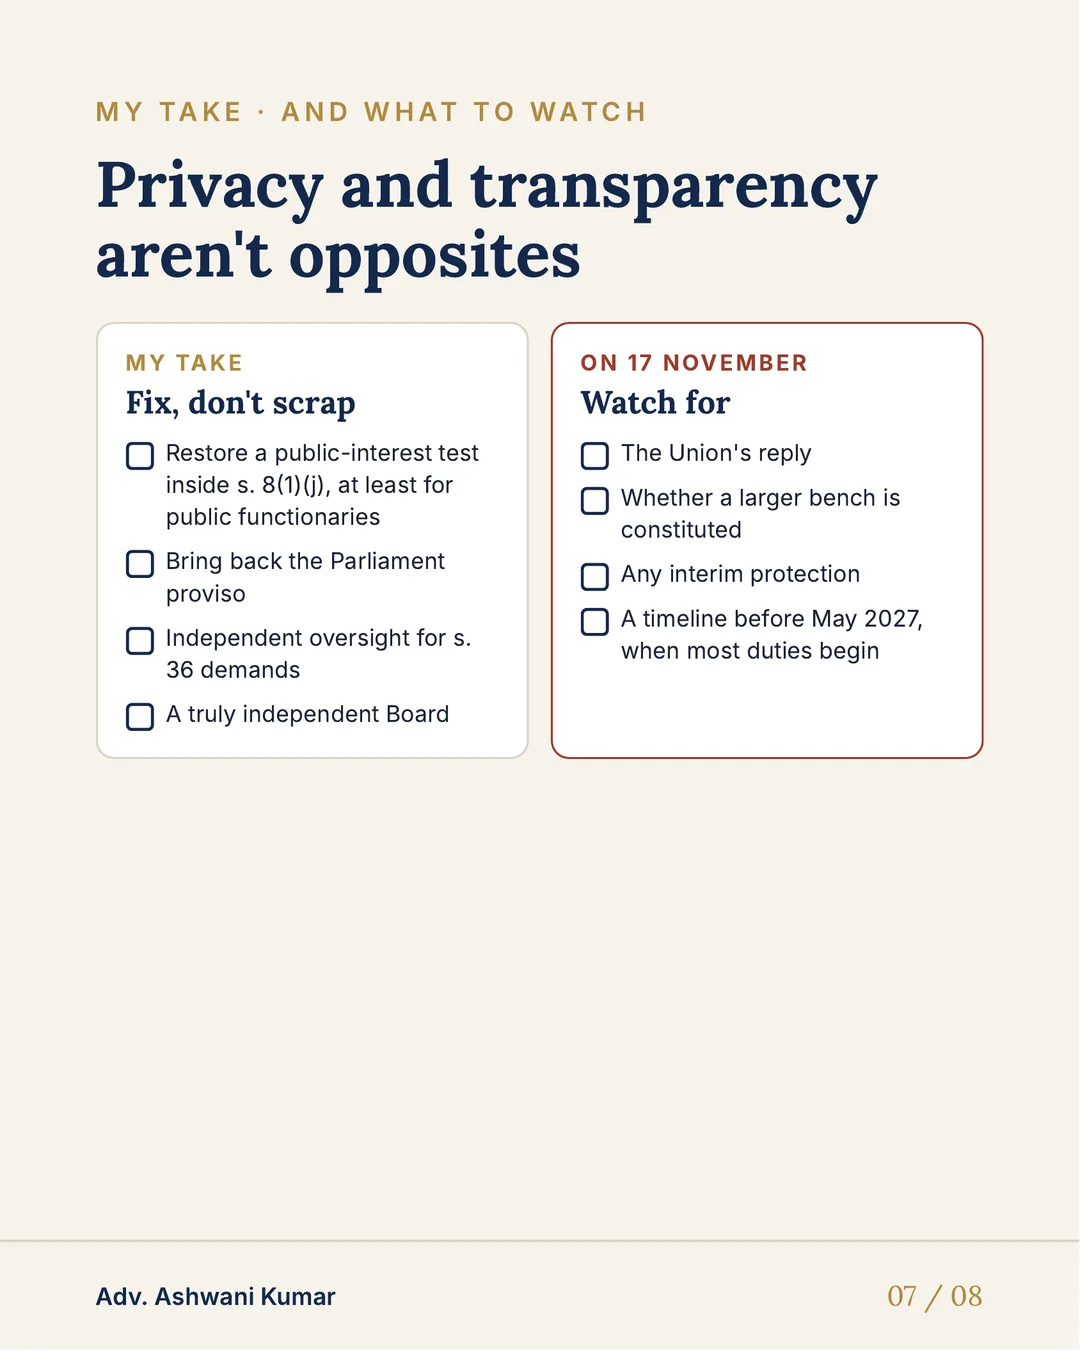 MY TAKE · AND WHAT TO WATCH
Privacy and transparency
aren't opposites
MY TAKE
Fix, don't scrap
Restore a public-interest test
inside s. 8(1)(j), at least for
public functionaries
Bring back the Parliament
proviso
Independent oversight for s.
36 demands
A truly independent Board
ON 17 NOVEMBER
Watch for
The Union's reply
Whether a larger bench is
constituted
Any interim protection
A timeline before May 2027,
when most duties begin
Adv. Ashwani Kumar
07 / 08